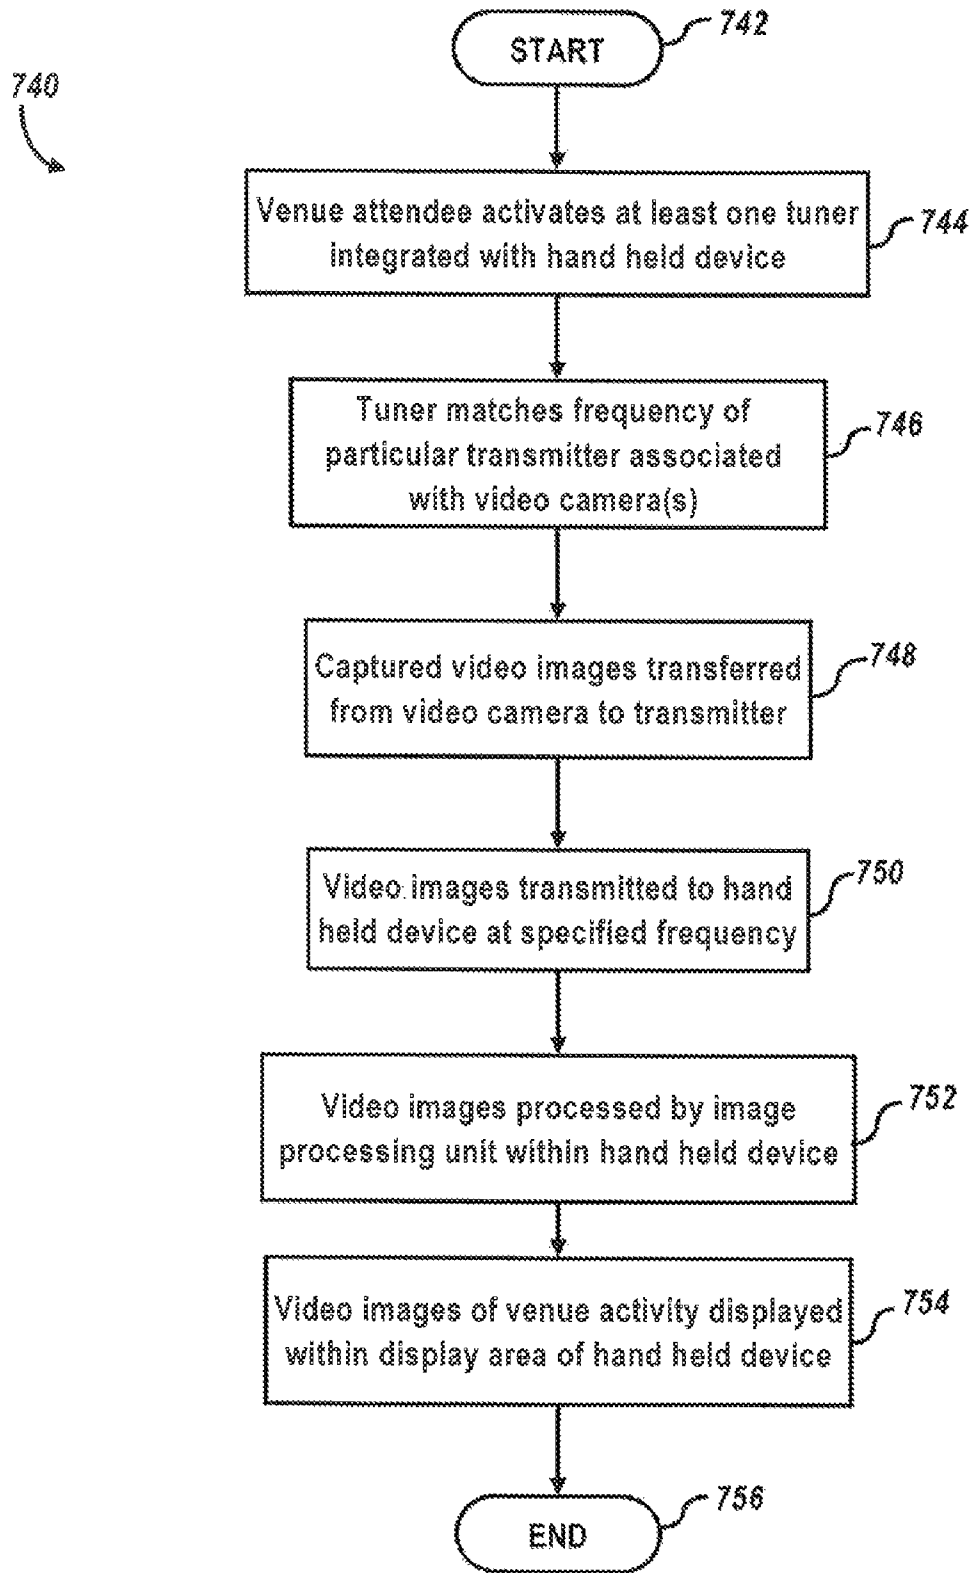 742
START
740
Venue attendee activates at least one tuner
integrated with hand held device
744
Tuner matches frequency of
particular transmitter associated
with video camera(s)
746
Captured video images transferred
from video camera to transmitter
748
Video images transmitted to hand
held device at specified frequency
750
Video images processed by image
processing unit within hand held device
752
Video images of venue activity displayed
within display area of hand held device
754
756
END